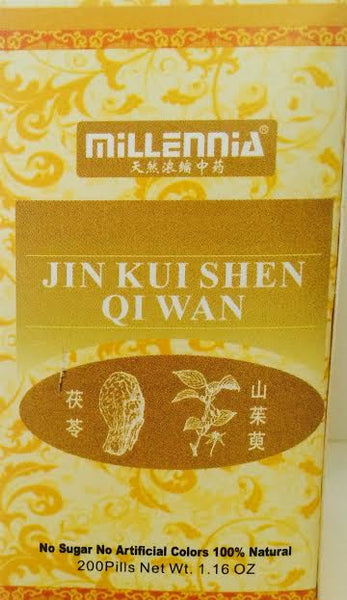 MILLENNIA®
天然浓缩中药
JIN KUI SHEN
QI WAN
茯苓
山茱萸
No Sugar No Artificial Colors 100% Natural
200Pills Net Wt. 1.16 OZ